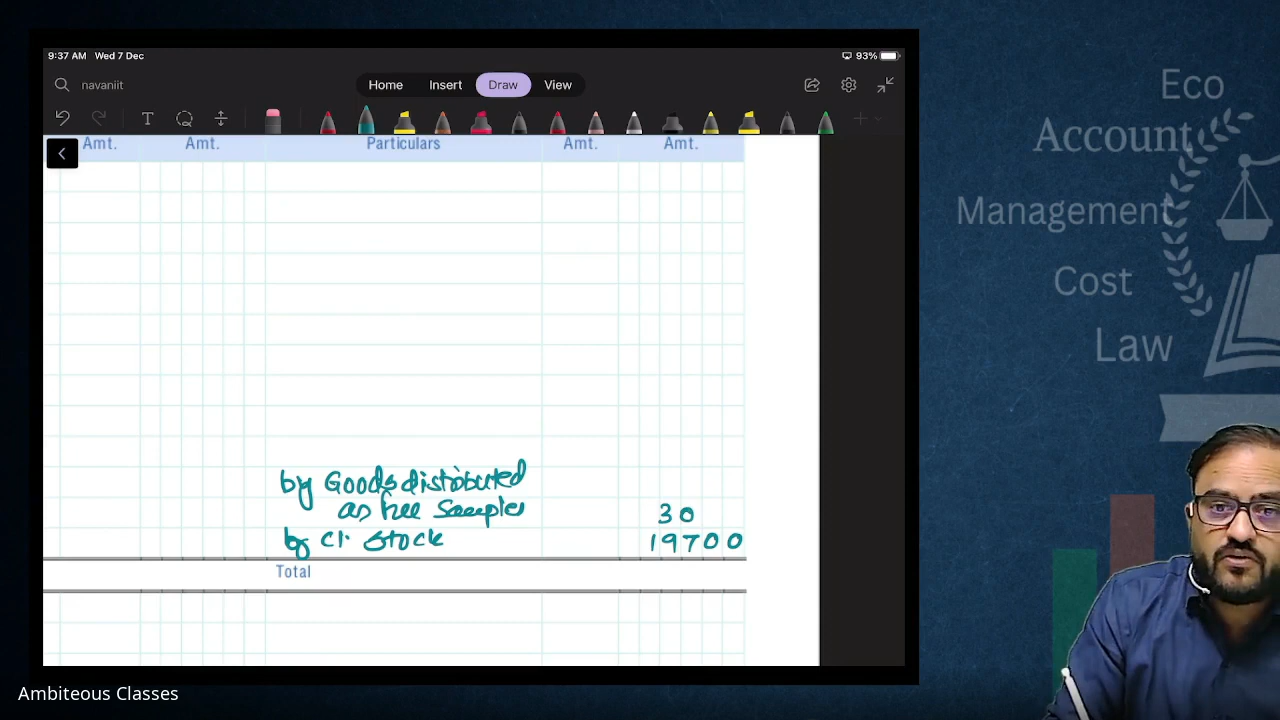 9:37 AM Wed 7 Dec
93%
navaniit
Home Insert Draw View
Amt. Amt. Particulars Amt. Amt.
by Goods distributed
as free Samples 30
by Cl. Stock 19700
Total
Eco
Account
Management
Cost
Law
Ambiteous Classes